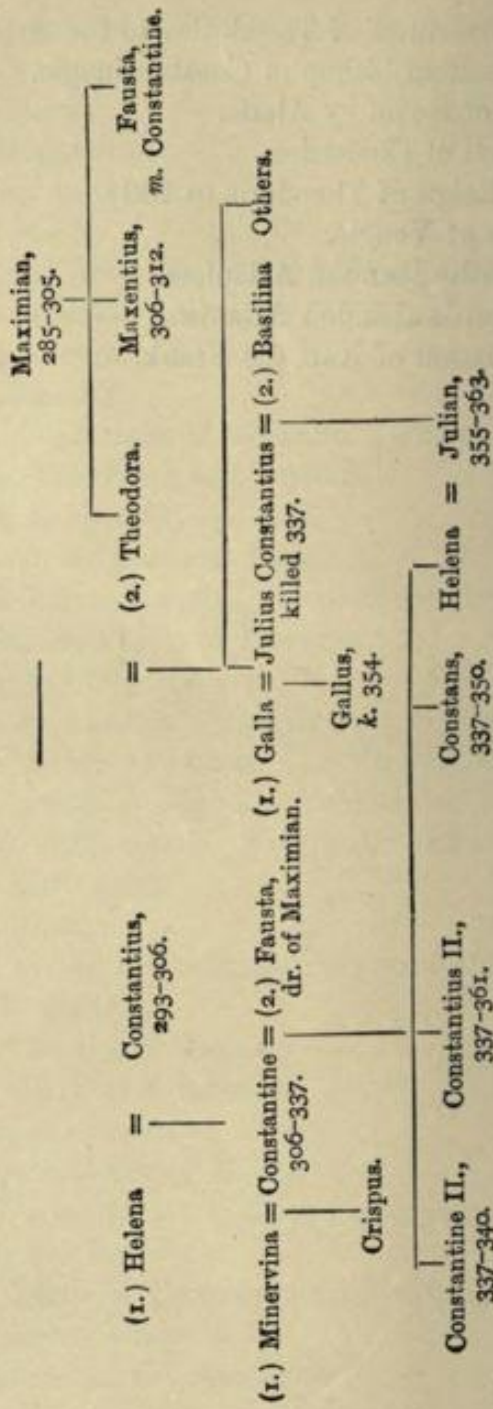 Maximian,
285-305.
(1.) Helena = Constantius, = (2.) Theodora. Maxentius, Fausta,
293-306. 306-312. m. Constantine.
(1.) Minervina = Constantine = (2.) Fausta, (1.) Galla = Julius Constantius = (2.) Basilina Others.
306-337. dr. of Maximian. killed 337.
Crispus. Gallus,
k. 354.
Constantine II., Constantius II., Constans, Helena = Julian,
337-340. 337-361. 337-350. 355-363.